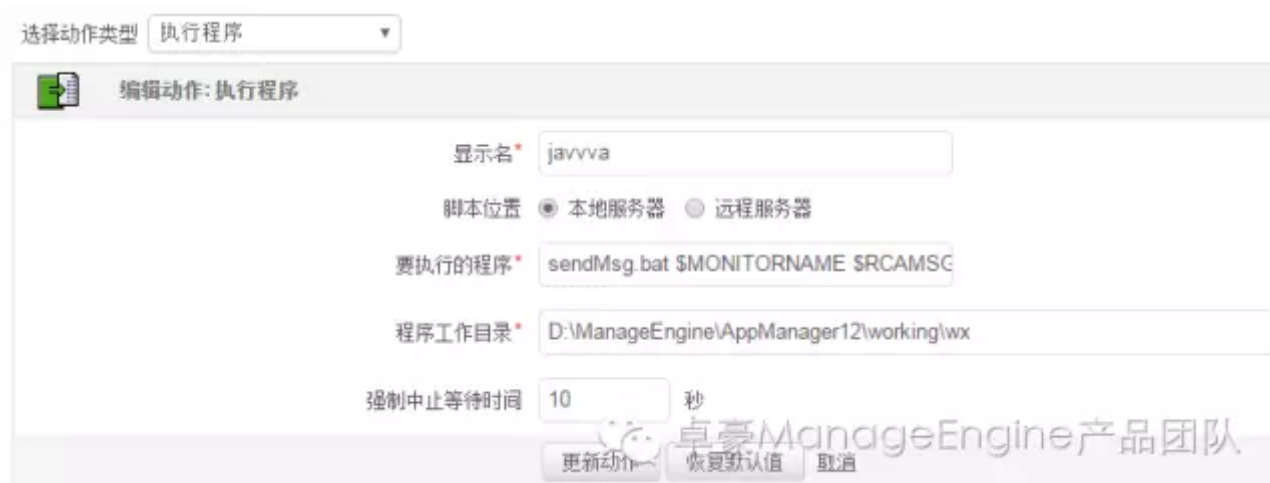 选择动作类型 执行程序
编辑动作:执行程序
显示名* javvva
脚本位置 本地服务器 远程服务器
要执行的程序* sendMsg.bat $MONITORNAME $RCAMSG
程序工作目录* D:\ManageEngine\AppManager12\working\wx
强制中止等待时间 10 秒
卓豪ManageEngine产品团队
更新动作 恢复默认值 取消